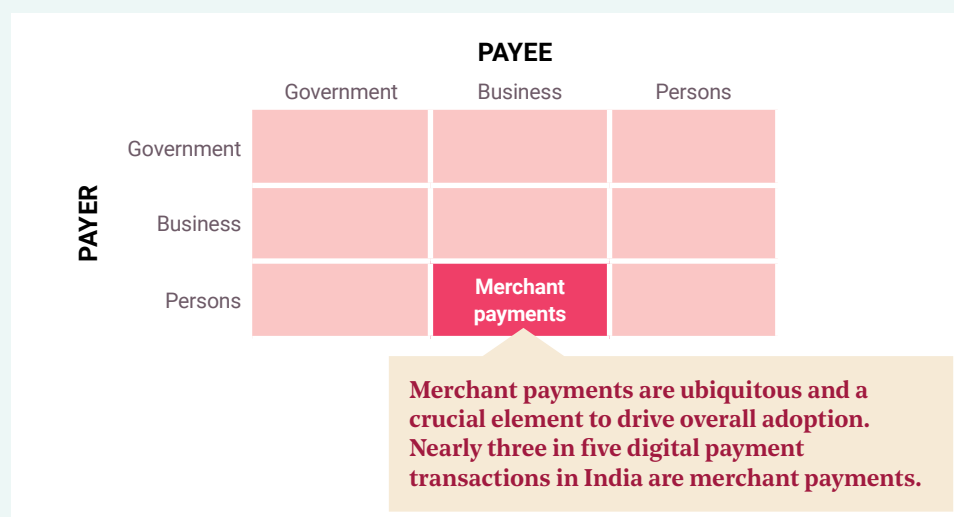 PAYEE
Government Business Persons
Government
PAYER
Business
Persons
Merchant
payments
Merchant payments are ubiquitous and a
crucial element to drive overall adoption.
Nearly three in five digital payment
transactions in India are merchant payments.